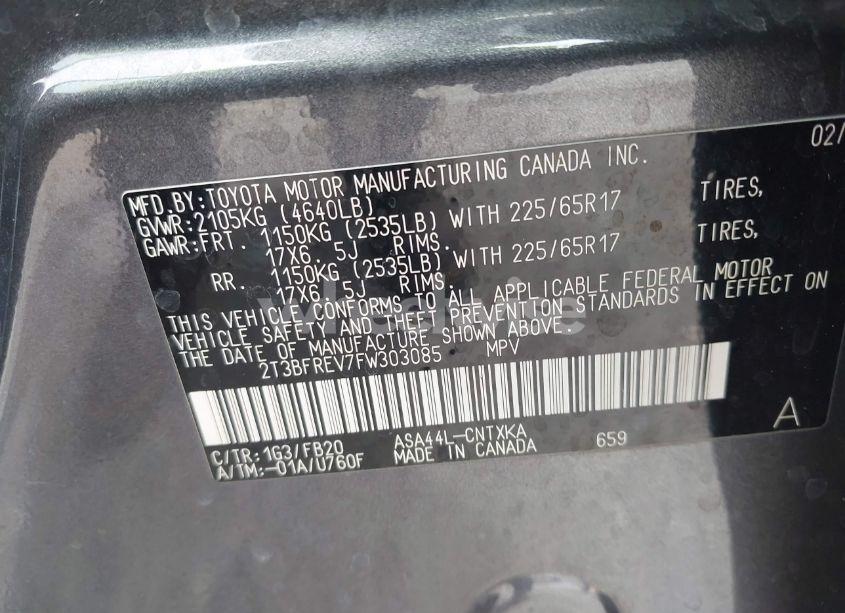 02/
MFD.BY:TOYOTA MOTOR MANUFACTURING CANADA INC.
GVWR:2105KG (4640LB)
GAWR:FRT. 1150KG (2535LB) WITH 225/65R17 TIRES,
17X6.5J RIMS.
RR. 1150KG (2535LB) WITH 225/65R17 TIRES,
17X6.5J RIMS.
THIS VEHICLE CONFORMS TO ALL APPLICABLE FEDERAL MOTOR
VEHICLE SAFETY AND THEFT PREVENTION STANDARDS IN EFFECT ON
THE DATE OF MANUFACTURE SHOWN ABOVE.
2T3BFREV7FW303085 MPV
A
C/TR:1G3/FB20 ASA44L-CNTXKA 659
A/TM:-01A/U760F MADE IN CANADA